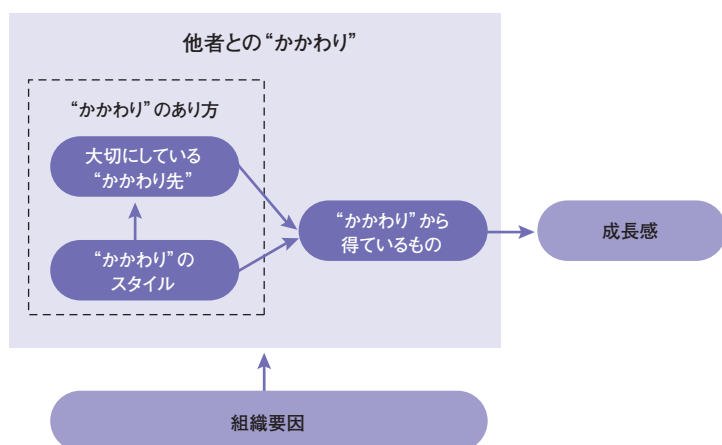 他者との“かかわり”
“かかわり”のあり方
大切にしている
“かかわり先”
“かかわり”の
スタイル
“かかわり”から
得ているもの
成長感
組織要因